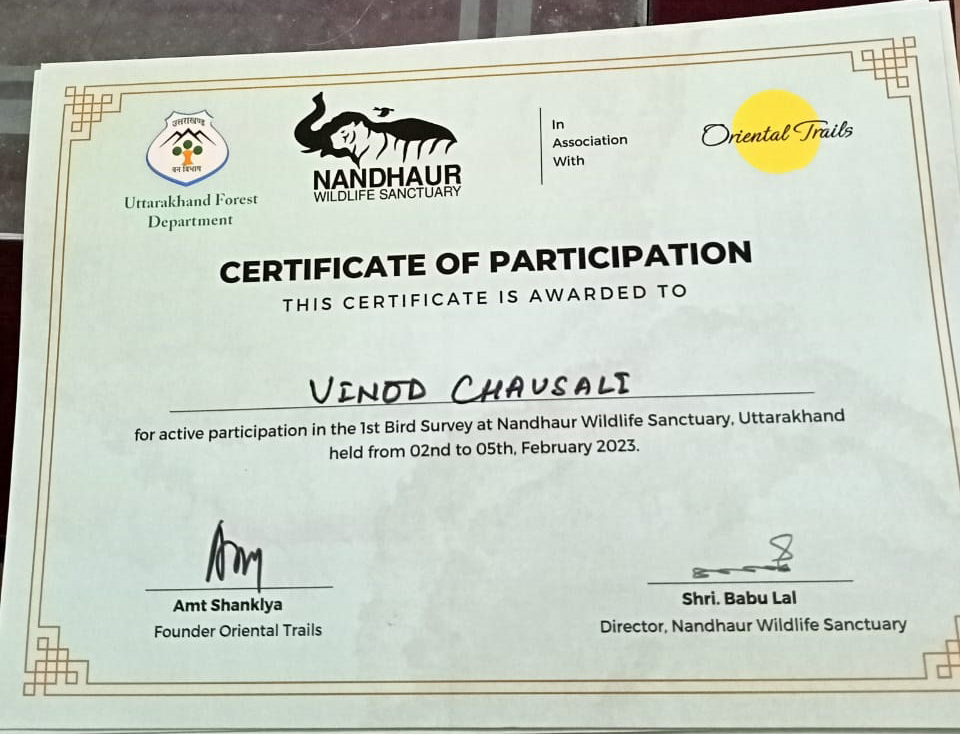 उत्तराखण्ड
वन विभाग
Uttarakhand Forest
Department
NANDHAUR
WILDLIFE SANCTUARY
In
Association
With
Oriental Trails
CERTIFICATE OF PARTICIPATION
THIS CERTIFICATE IS AWARDED TO
VINOD CHAUSALI
for active participation in the 1st Bird Survey at Nandhaur Wildlife Sanctuary, Uttarakhand
held from 02nd to 05th, February 2023.
Amt Shanklya
Founder Oriental Trails
Shri. Babu Lal
Director, Nandhaur Wildlife Sanctuary